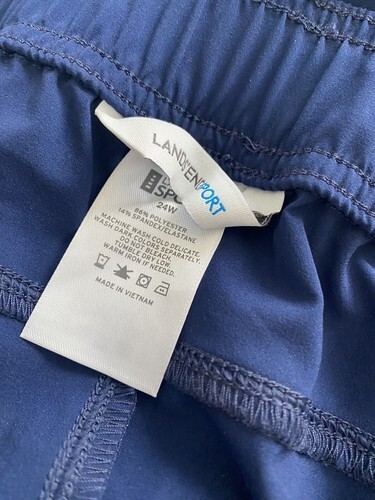 LANDS' END SPORT
SPO
24W
86% POLYESTER
14% SPANDEX/ELASTANE
MACHINE WASH COLD DELICATE.
WASH DARK COLORS SEPARATELY.
DO NOT BLEACH.
TUMBLE DRY LOW.
WARM IRON IF NEEDED.
MADE IN VIETNAM